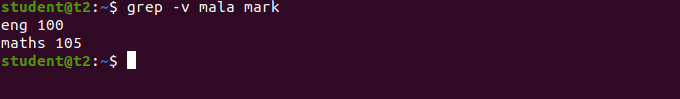 student@t2:~$ grep -v mala mark
eng 100
maths 105
student@t2:~$